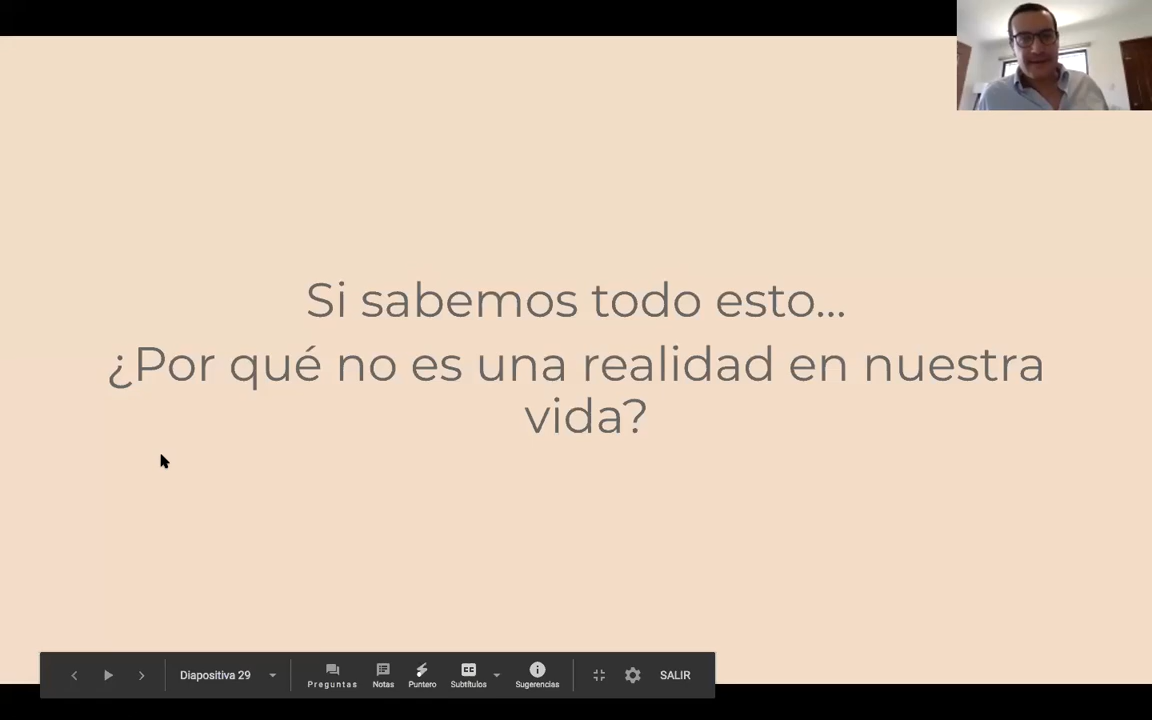 Si sabemos todo esto...
¿Por qué no es una realidad en nuestra
vida?
Diapositiva 29
Preguntas
Notas
Puntero
Subtítulos
Sugerencias
SALIR